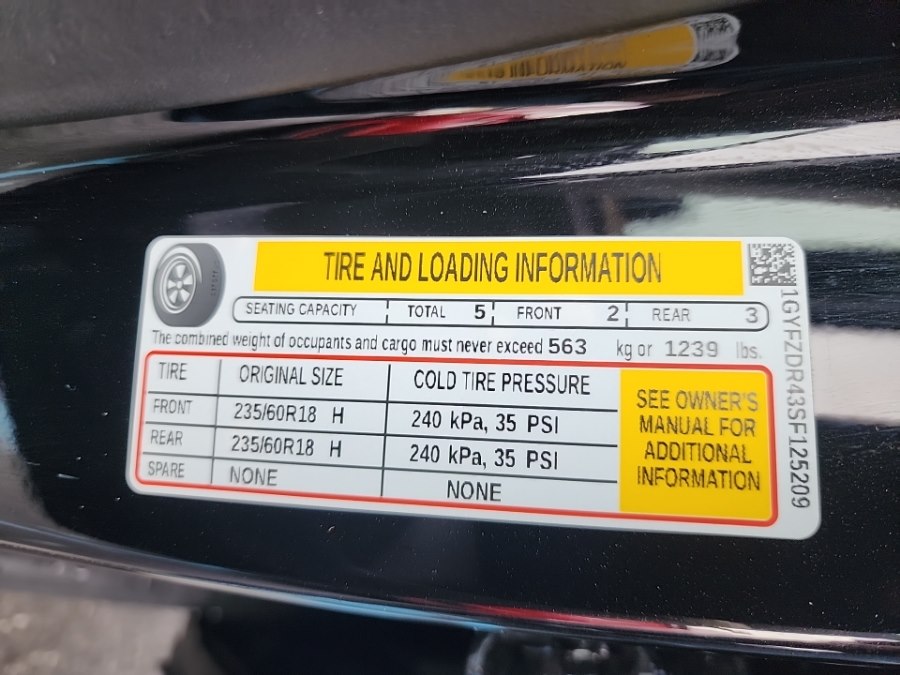 TIRE AND LOADING INFORMATION
SEATING CAPACITY TOTAL 5 FRONT 2 REAR 3
The combined weight of occupants and cargo must never exceed 563 kg or 1239 lbs.
TIRE ORIGINAL SIZE COLD TIRE PRESSURE
FRONT 235/60R18 H 240 kPa, 35 PSI
REAR 235/60R18 H 240 kPa, 35 PSI
SPARE NONE NONE
SEE OWNER'S
MANUAL FOR
ADDITIONAL
INFORMATION
1GYFZDR43SF125209